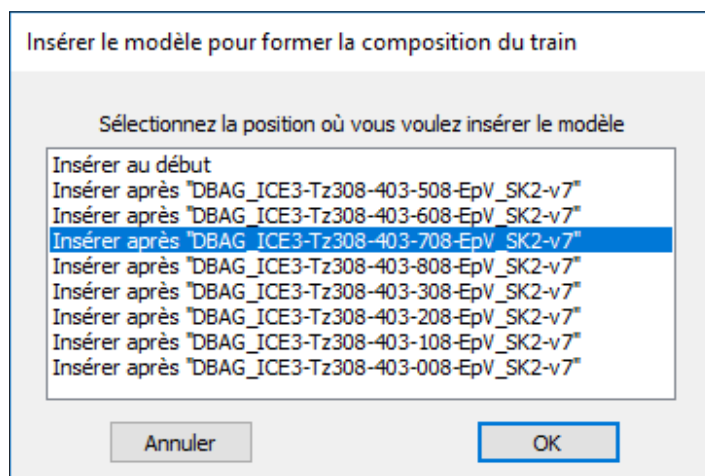 Insérer le modèle pour former la composition du train
Sélectionnez la position où vous voulez insérer le modèle
Insérer au début
Insérer après "DBAG_ICE3-Tz308-403-508-EpV_SK2-v7"
Insérer après "DBAG_ICE3-Tz308-403-608-EpV_SK2-v7"
Insérer après "DBAG_ICE3-Tz308-403-708-EpV_SK2-v7"
Insérer après "DBAG_ICE3-Tz308-403-808-EpV_SK2-v7"
Insérer après "DBAG_ICE3-Tz308-403-308-EpV_SK2-v7"
Insérer après "DBAG_ICE3-Tz308-403-208-EpV_SK2-v7"
Insérer après "DBAG_ICE3-Tz308-403-108-EpV_SK2-v7"
Insérer après "DBAG_ICE3-Tz308-403-008-EpV_SK2-v7"
Annuler OK